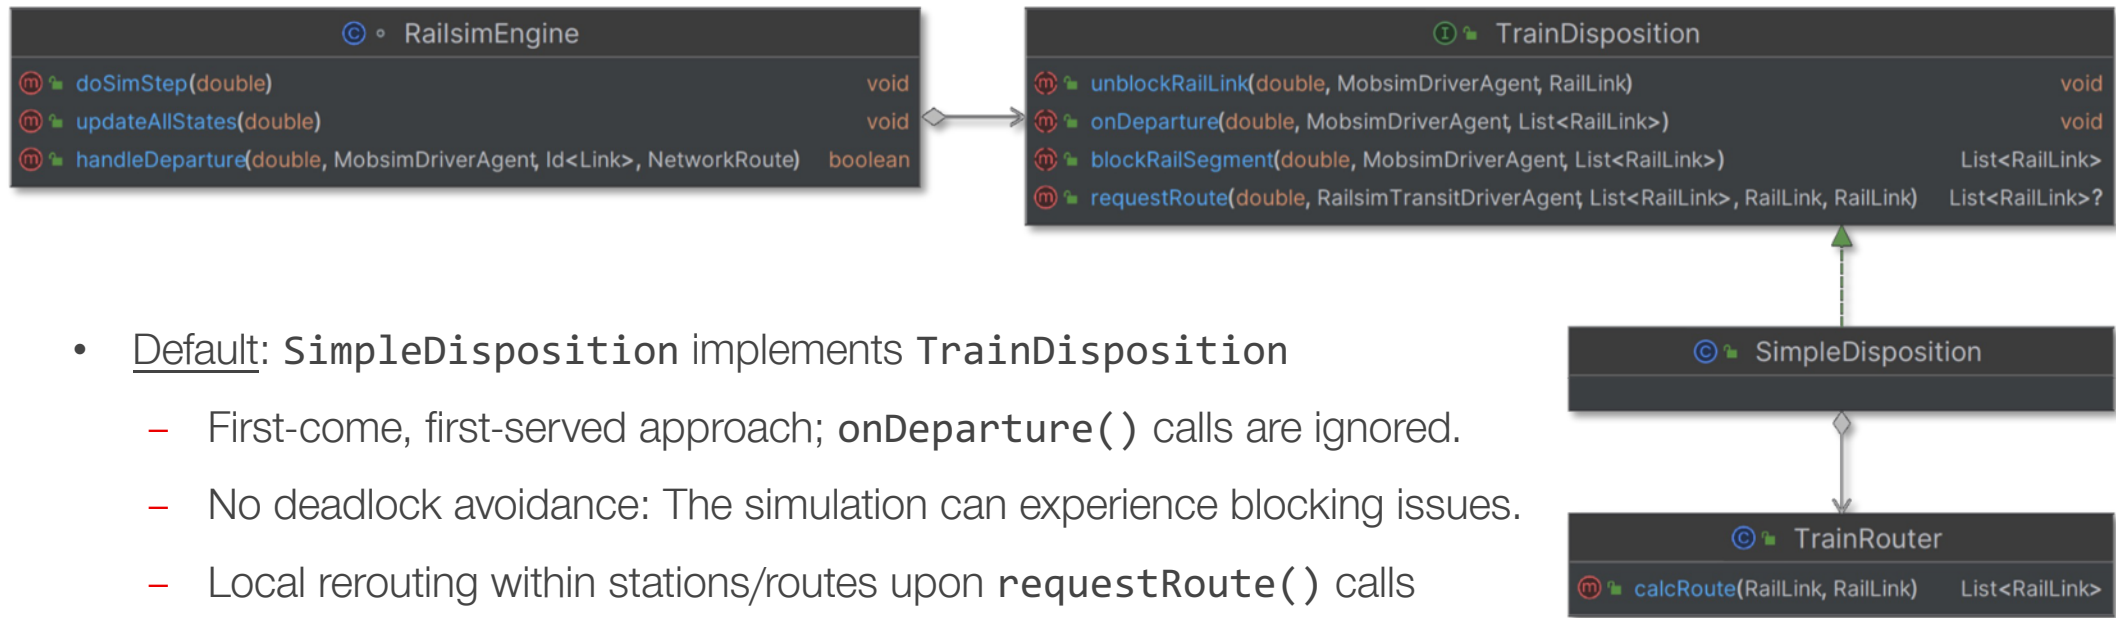 RailsimEngine
doSimStep(double) void
updateAllStates(double) void
handleDeparture(double, MobsimDriverAgent, Id<Link>, NetworkRoute) boolean
TrainDisposition
unblockRailLink(double, MobsimDriverAgent, RailLink) void
onDeparture(double, MobsimDriverAgent, List<RailLink>) void
blockRailSegment(double, MobsimDriverAgent, List<RailLink>) List<RailLink>
requestRoute(double, RailsimTransitDriverAgent, List<RailLink>, RailLink, RailLink) List<RailLink>?
• Default: SimpleDisposition implements TrainDisposition
– First-come, first-served approach; onDeparture() calls are ignored.
– No deadlock avoidance: The simulation can experience blocking issues.
– Local rerouting within stations/routes upon requestRoute() calls
SimpleDisposition
TrainRouter
calcRoute(RailLink, RailLink) List<RailLink>